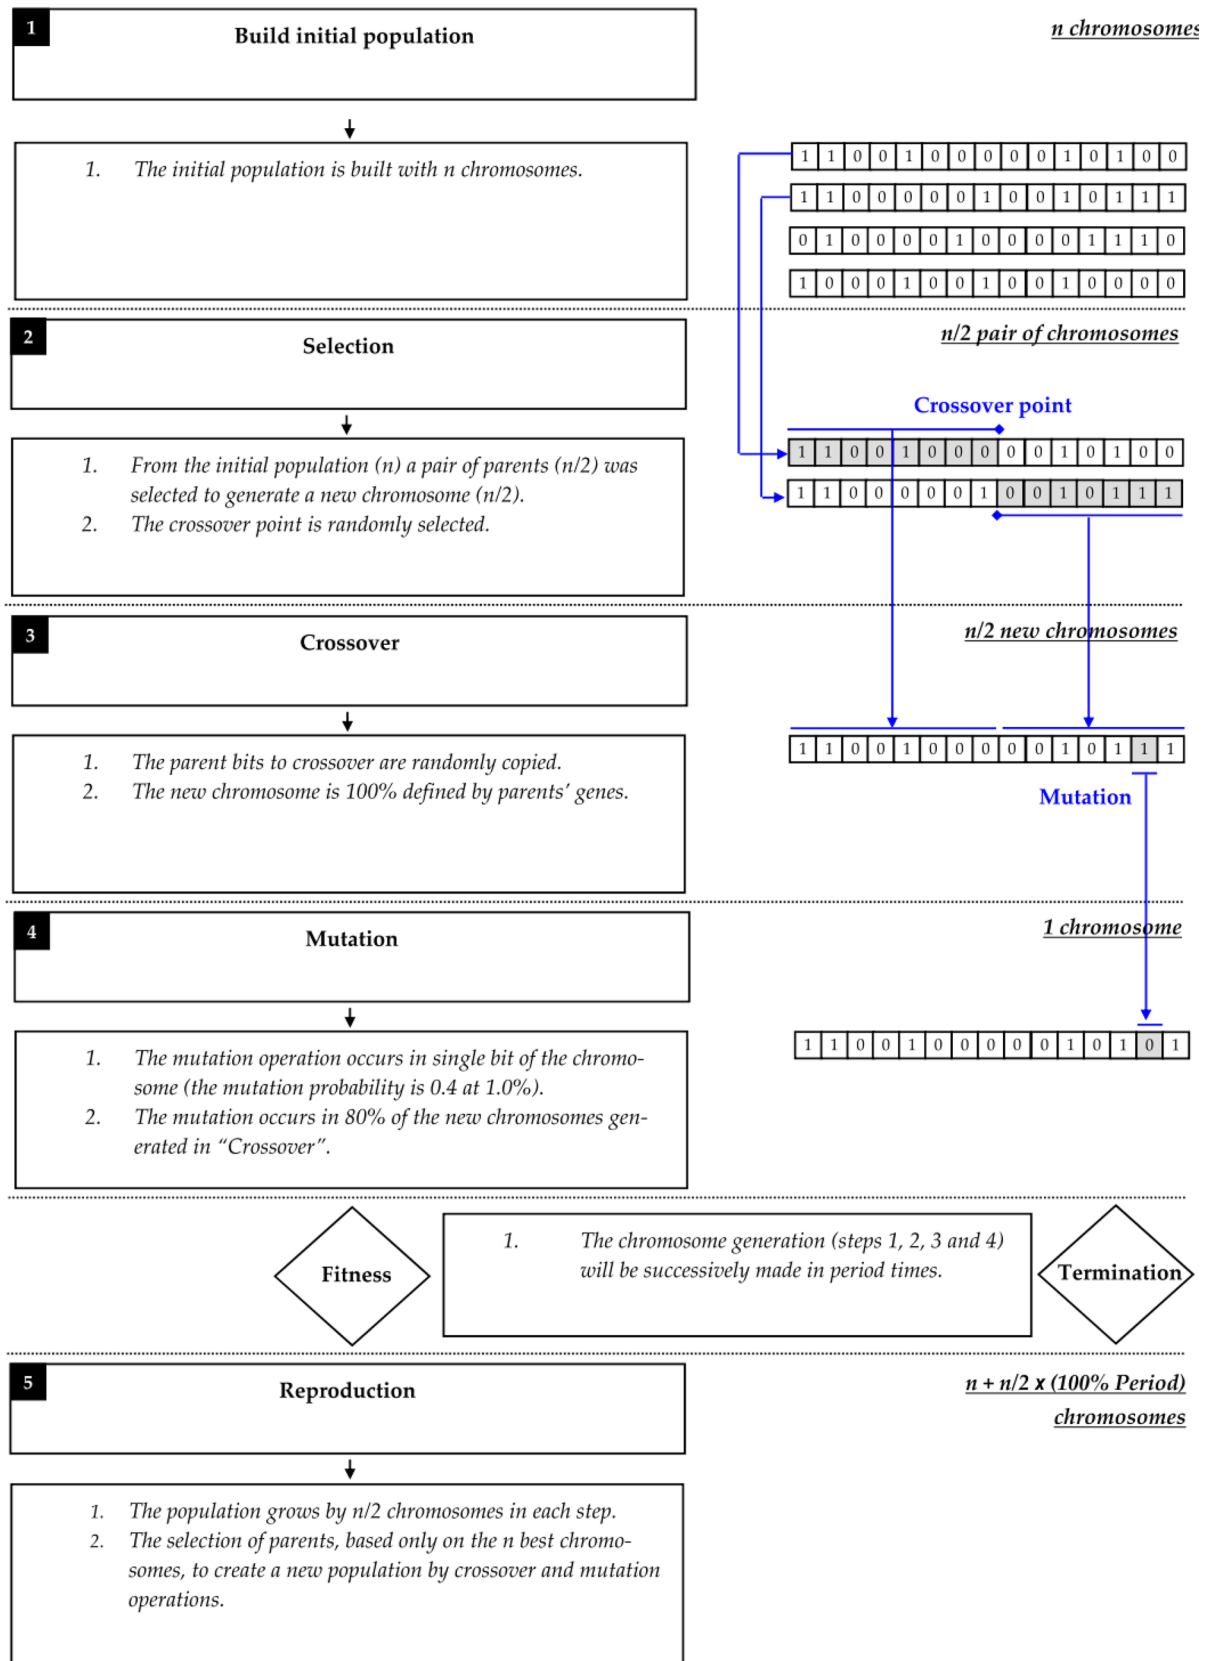 1
Build initial population
n chromosomes
1. The initial population is built with n chromosomes.
1 1 0 0 1 0 0 0 0 0 1 0 1 0 0
1 1 0 0 0 0 0 1 0 0 1 0 1 1 1
0 1 0 0 0 0 1 0 0 0 0 1 1 1 0
1 0 0 0 1 0 0 1 0 0 1 0 0 0 0
2
Selection
n/2 pair of chromosomes
Crossover point
1. From the initial population (n) a pair of parents (n/2) was
selected to generate a new chromosome (n/2).
2. The crossover point is randomly selected.
1 1 0 0 1 0 0 0 0 0 1 0 1 0 0
1 1 0 0 0 0 0 1 0 0 1 0 1 1 1
3
Crossover
n/2 new chromosomes
1. The parent bits to crossover are randomly copied.
2. The new chromosome is 100% defined by parents’ genes.
1 1 0 0 1 0 0 0 0 0 1 0 1 1 1
Mutation
4
Mutation
1 chromosome
1. The mutation operation occurs in single bit of the chromo-
some (the mutation probability is 0.4 at 1.0%).
2. The mutation occurs in 80% of the new chromosomes gen-
erated in “Crossover”.
1 1 0 0 1 0 0 0 0 0 1 0 1 0 1
Fitness
1. The chromosome generation (steps 1, 2, 3 and 4)
will be successively made in period times.
Termination
5
Reproduction
n + n/2 x (100% Period)
chromosomes
1. The population grows by n/2 chromosomes in each step.
2. The selection of parents, based only on the n best chromo-
somes, to create a new population by crossover and mutation
operations.